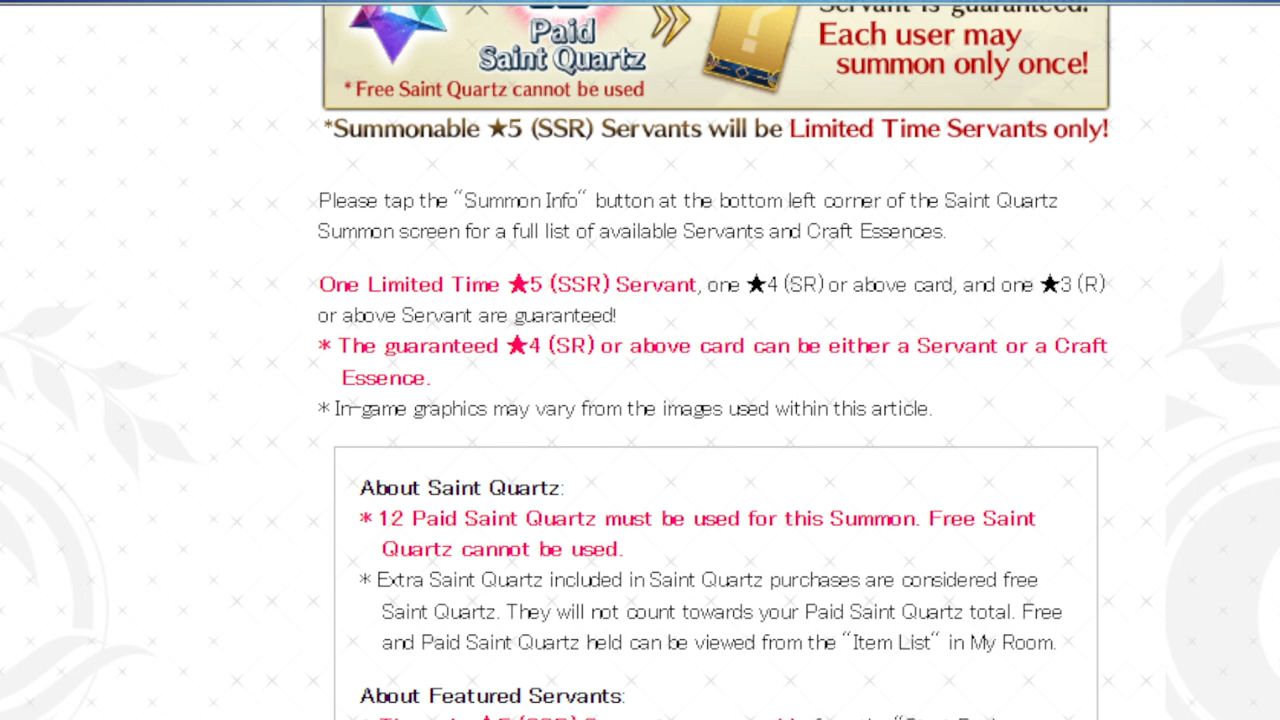 Servant is guaranteed!
Each user may
summon only once!
Paid
Saint Quartz
* Free Saint Quartz cannot be used
*Summonable ★5 (SSR) Servants will be Limited Time Servants only!
Please tap the "Summon Info" button at the bottom left corner of the Saint Quartz
Summon screen for a full list of available Servants and Craft Essences.
One Limited Time ★5 (SSR) Servant, one ★4 (SR) or above card, and one ★3 (R)
or above Servant are guaranteed!
* The guaranteed ★4 (SR) or above card can be either a Servant or a Craft
Essence.
* In-game graphics may vary from the images used within this article.
About Saint Quartz:
* 12 Paid Saint Quartz must be used for this Summon. Free Saint
Quartz cannot be used.
* Extra Saint Quartz included in Saint Quartz purchases are considered free
Saint Quartz. They will not count towards your Paid Saint Quartz total. Free
and Paid Saint Quartz held can be viewed from the "Item List" in My Room.
About Featured Servants: